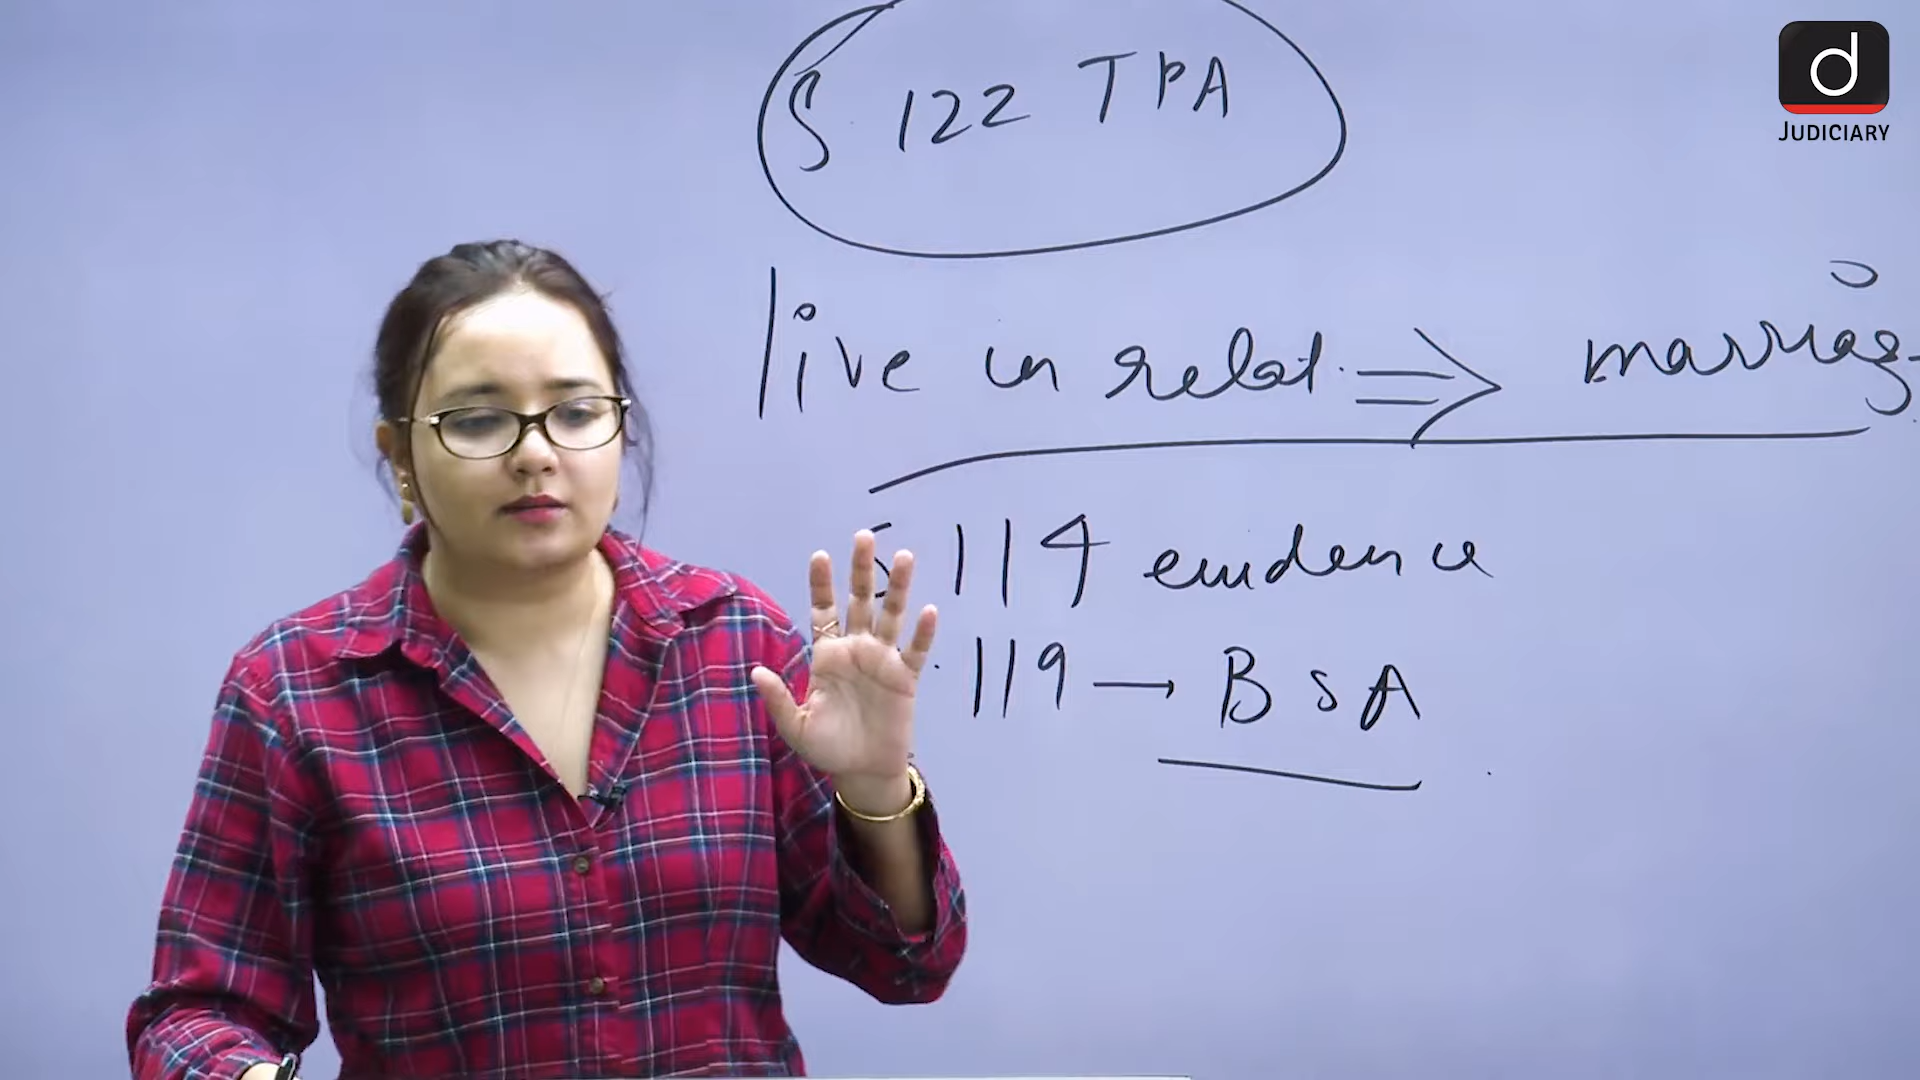 § 122 TPA
live in relat. ⇒ marriag
S 114 evidence
119 → BSA
d
JUDICIARY